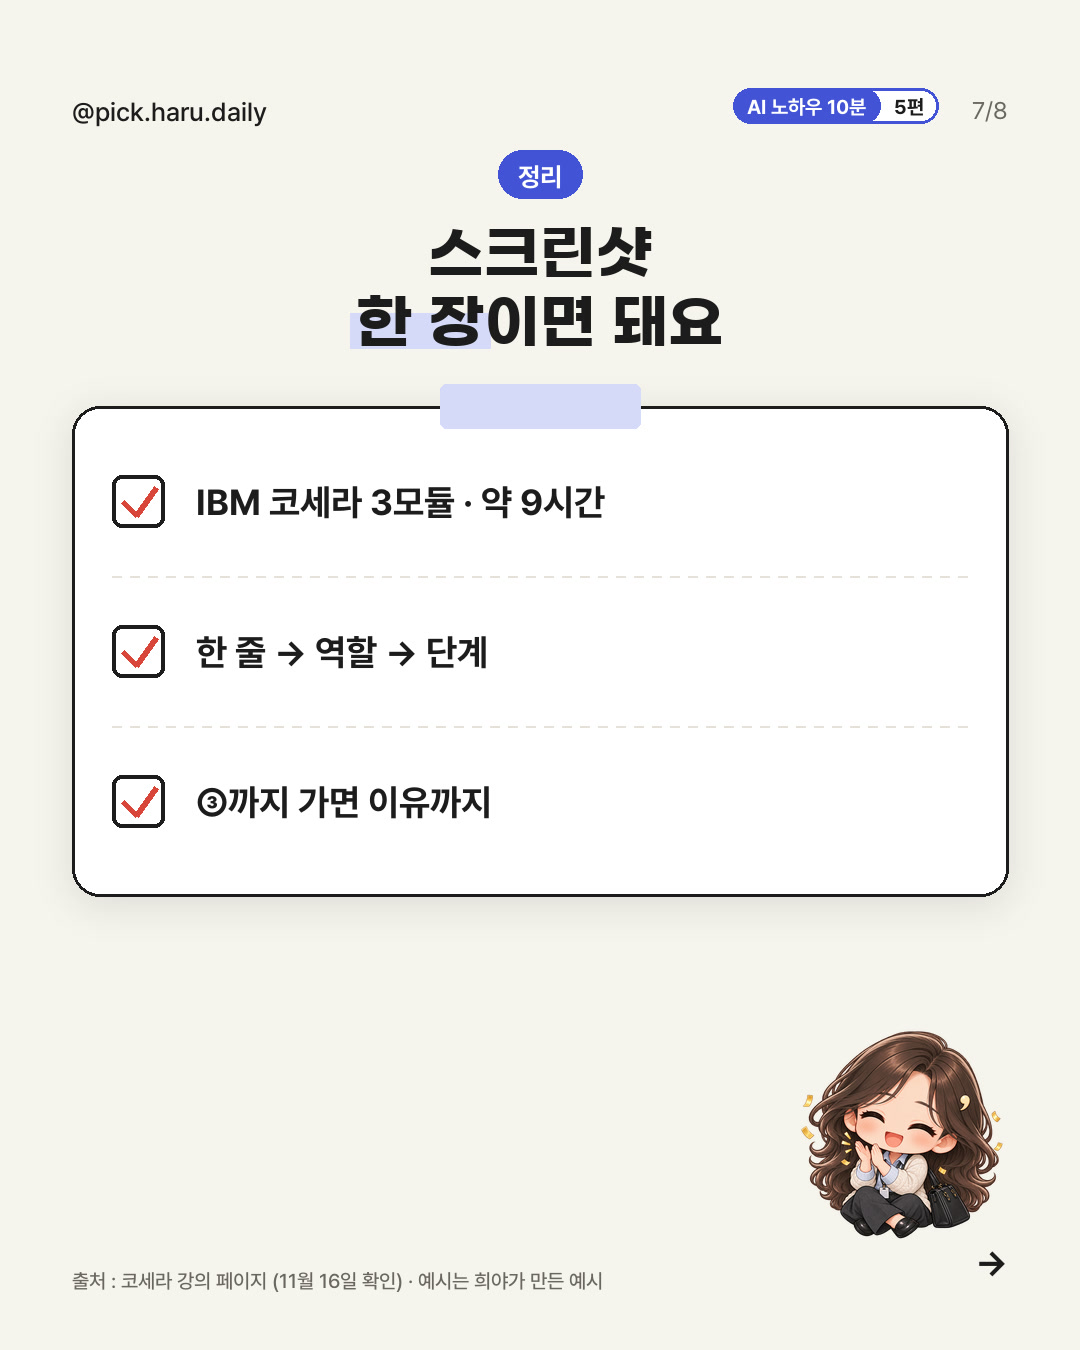 @pick.haru.daily
AI 노하우 10분 5편
7/8
정리
스크린샷
한 장이면 돼요
IBM 코세라 3모듈 · 약 9시간
한 줄 → 역할 → 단계
③까지 가면 이유까지
→
출처 : 코세라 강의 페이지 (11월 16일 확인) · 예시는 희야가 만든 예시